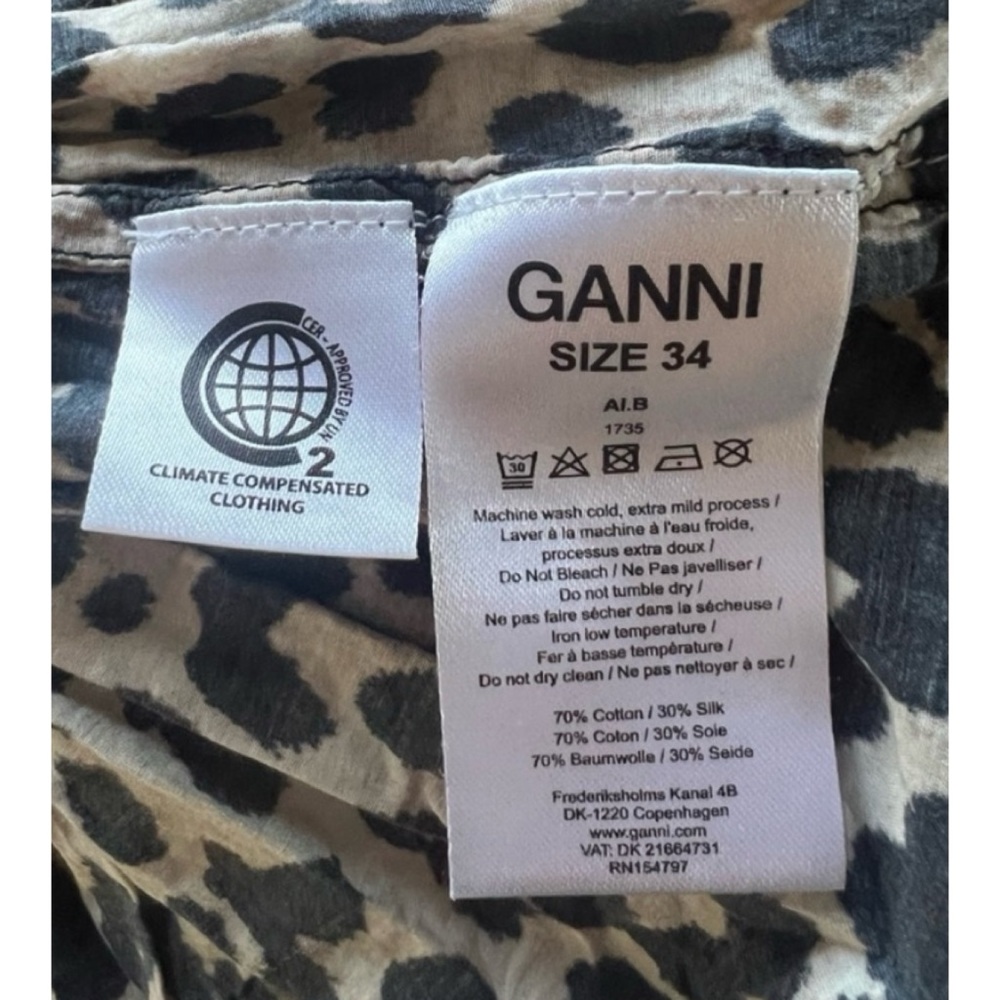 CER - APPROVED BY UN
2
CLIMATE COMPENSATED
CLOTHING
GANNI
SIZE 34
AI.B
1735
30
Machine wash cold, extra mild process /
Laver à la machine à l'eau froide,
processus extra doux /
Do Not Bleach / Ne Pas javelliser /
Do not tumble dry /
Ne pas faire sécher dans la sécheuse /
Iron low temperature /
Fer à basse température /
Do not dry clean / Ne pas nettoyer à sec /
70% Cotton / 30% Silk
70% Coton / 30% Soie
70% Baumwolle / 30% Seide
Frederiksholms Kanal 4B
DK-1220 Copenhagen
www.ganni.com
VAT: DK 21664731
RN154797